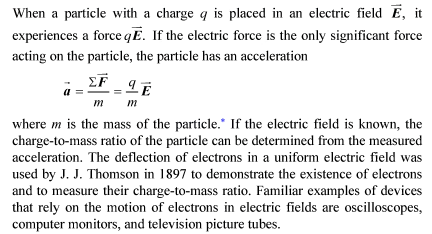 When a particle with a charge q is placed in an electric field E⃗, it
experiences a force qE⃗. If the electric force is the only significant force
acting on the particle, the particle has an acceleration
a⃗ = ΣF⃗/m = q/m E⃗
where m is the mass of the particle.* If the electric field is known, the
charge-to-mass ratio of the particle can be determined from the measured
acceleration. The deflection of electrons in a uniform electric field was
used by J. J. Thomson in 1897 to demonstrate the existence of electrons
and to measure their charge-to-mass ratio. Familiar examples of devices
that rely on the motion of electrons in electric fields are oscilloscopes,
computer monitors, and television picture tubes.